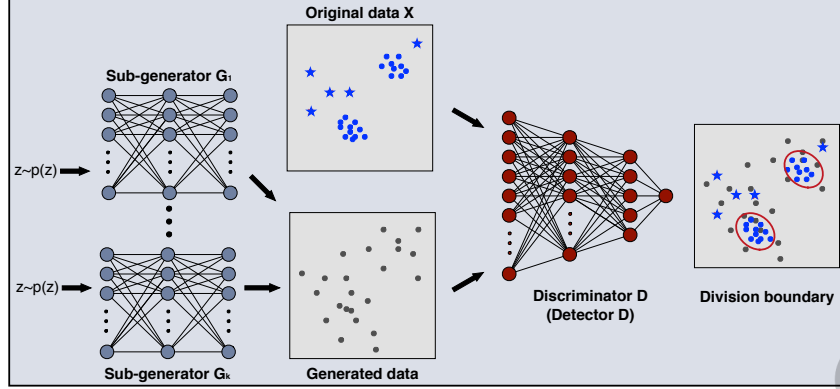 Original data X
Sub-generator G1
z~p(z)
z~p(z)
Sub-generator Gk
Generated data
Discriminator D
(Detector D)
Division boundary